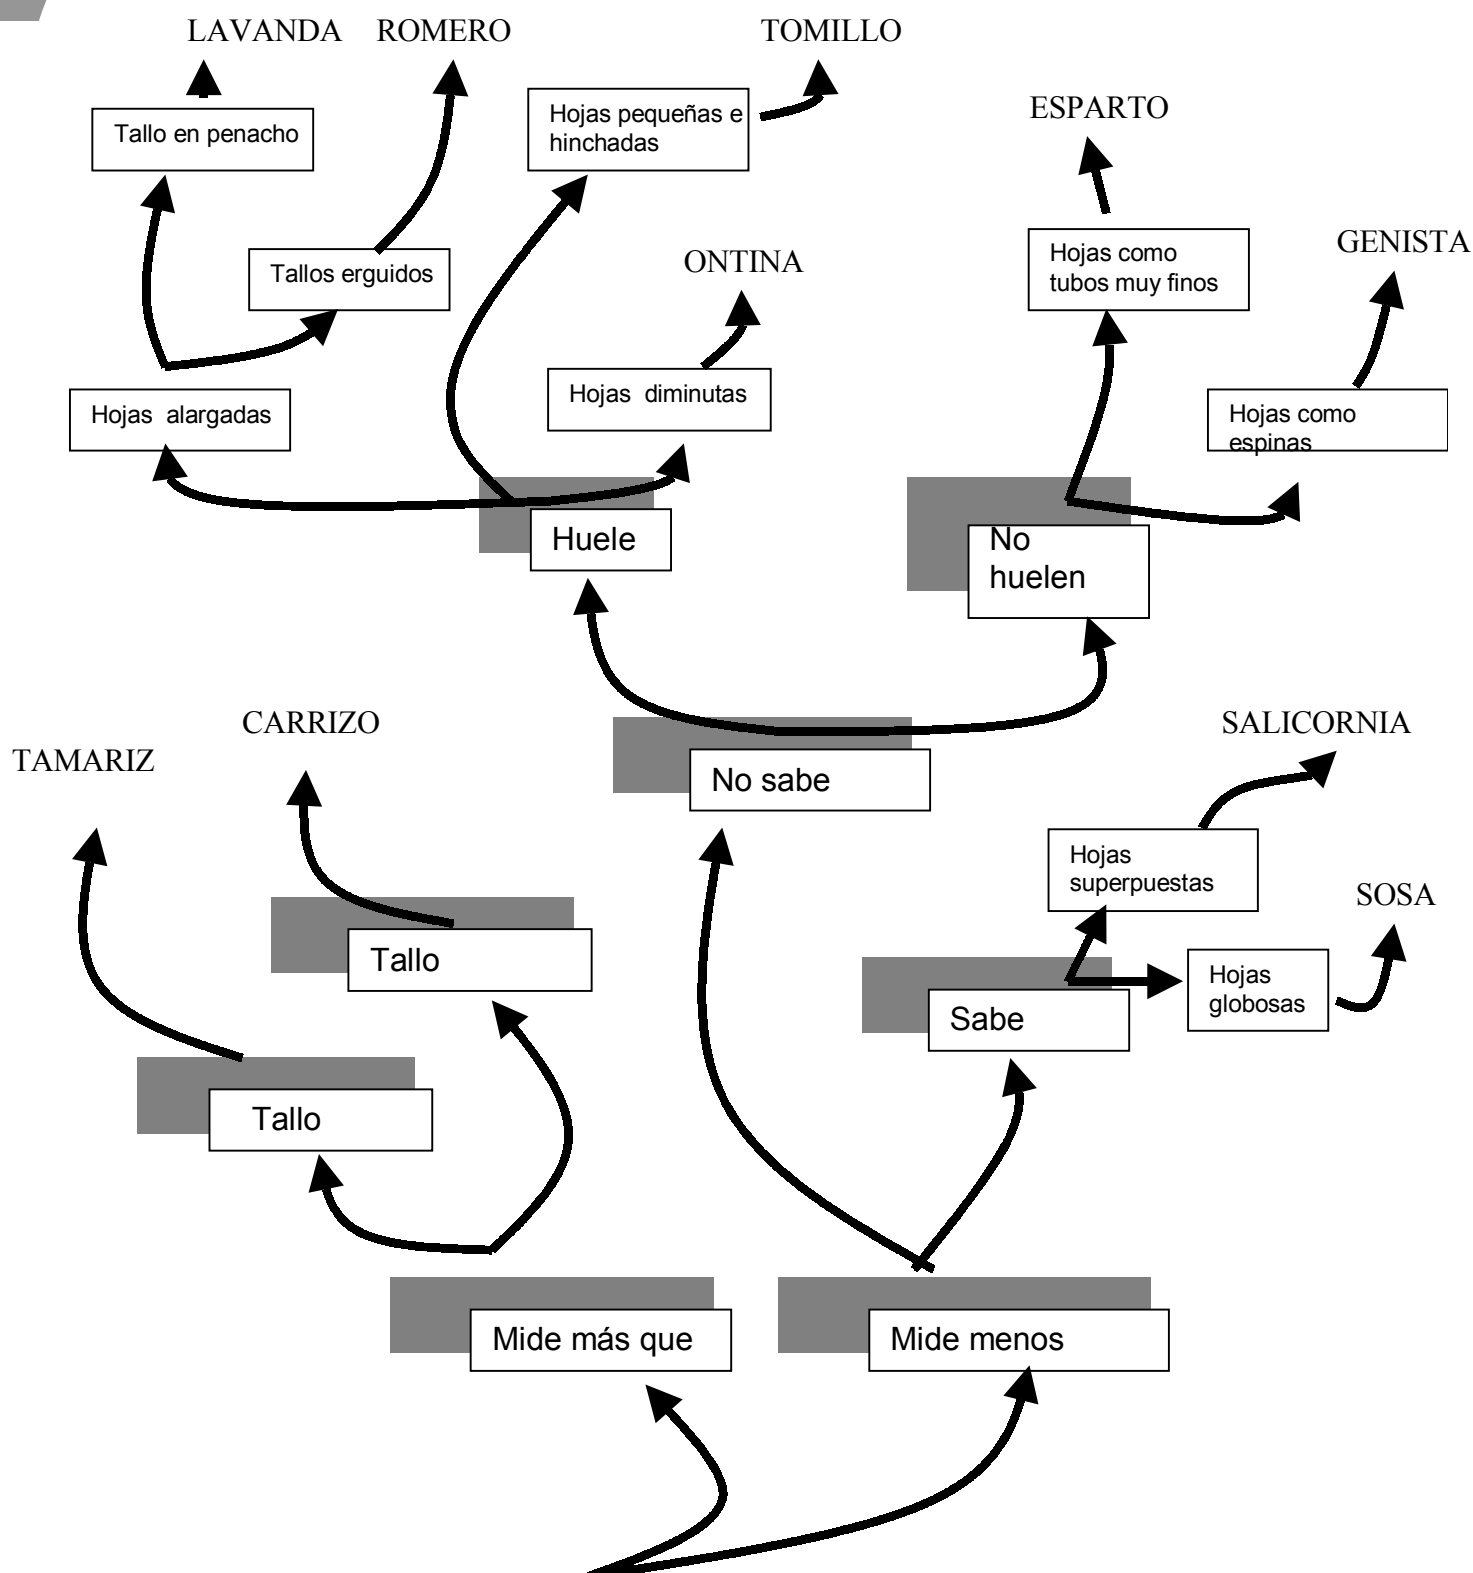 LAVANDA
ROMERO
TOMILLO
Tallo en penacho
Hojas pequeñas e
hinchadas
ESPARTO
Tallos erguidos
ONTINA
Hojas como
tubos muy finos
GENISTA
Hojas alargadas
Hojas diminutas
Hojas como
espinas
Huele
No
huelen
CARRIZO
TAMARIZ
No sabe
SALICORNIA
Hojas
superpuestas
SOSA
Tallo
Sabe
Hojas
globosas
Tallo
Mide más que
Mide menos